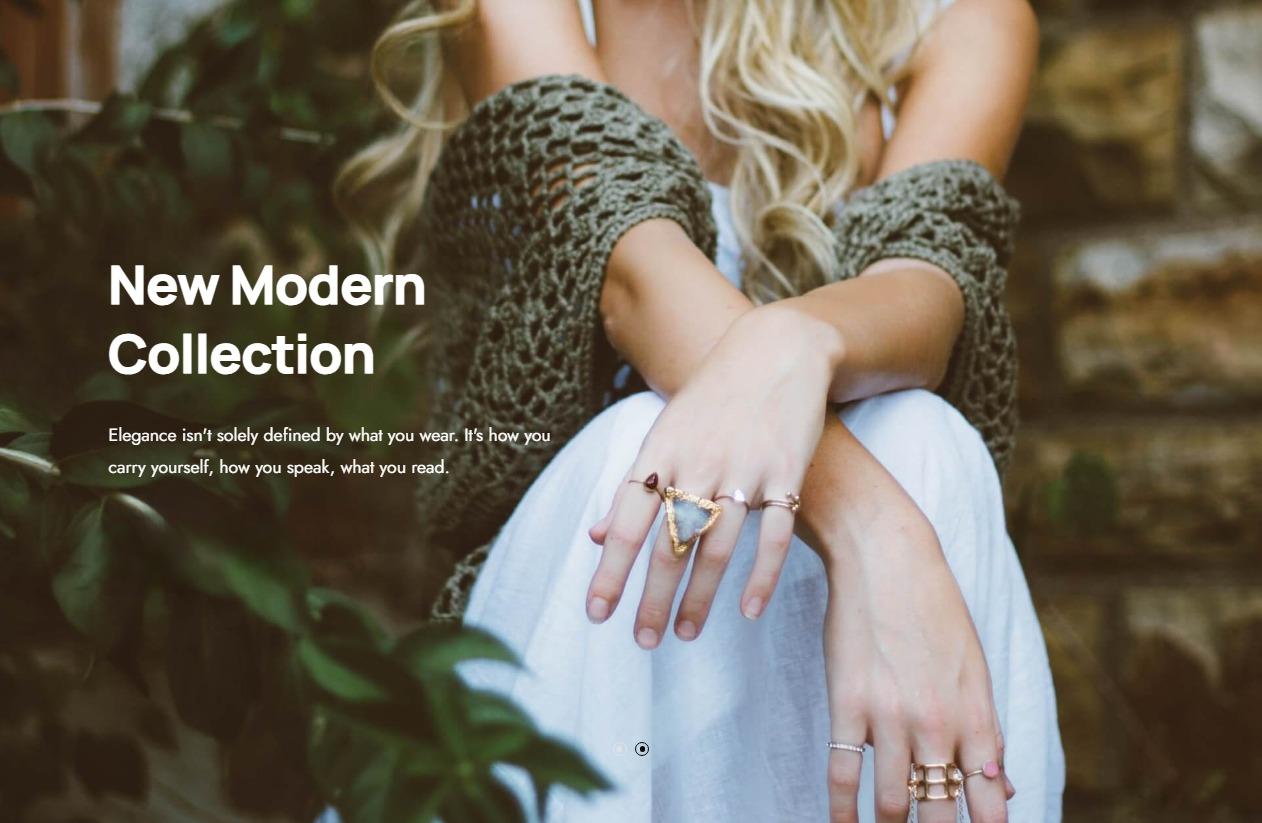 New Modern
Collection
Elegance isn't solely defined by what you wear. It's how you
carry yourself, how you speak, what you read.